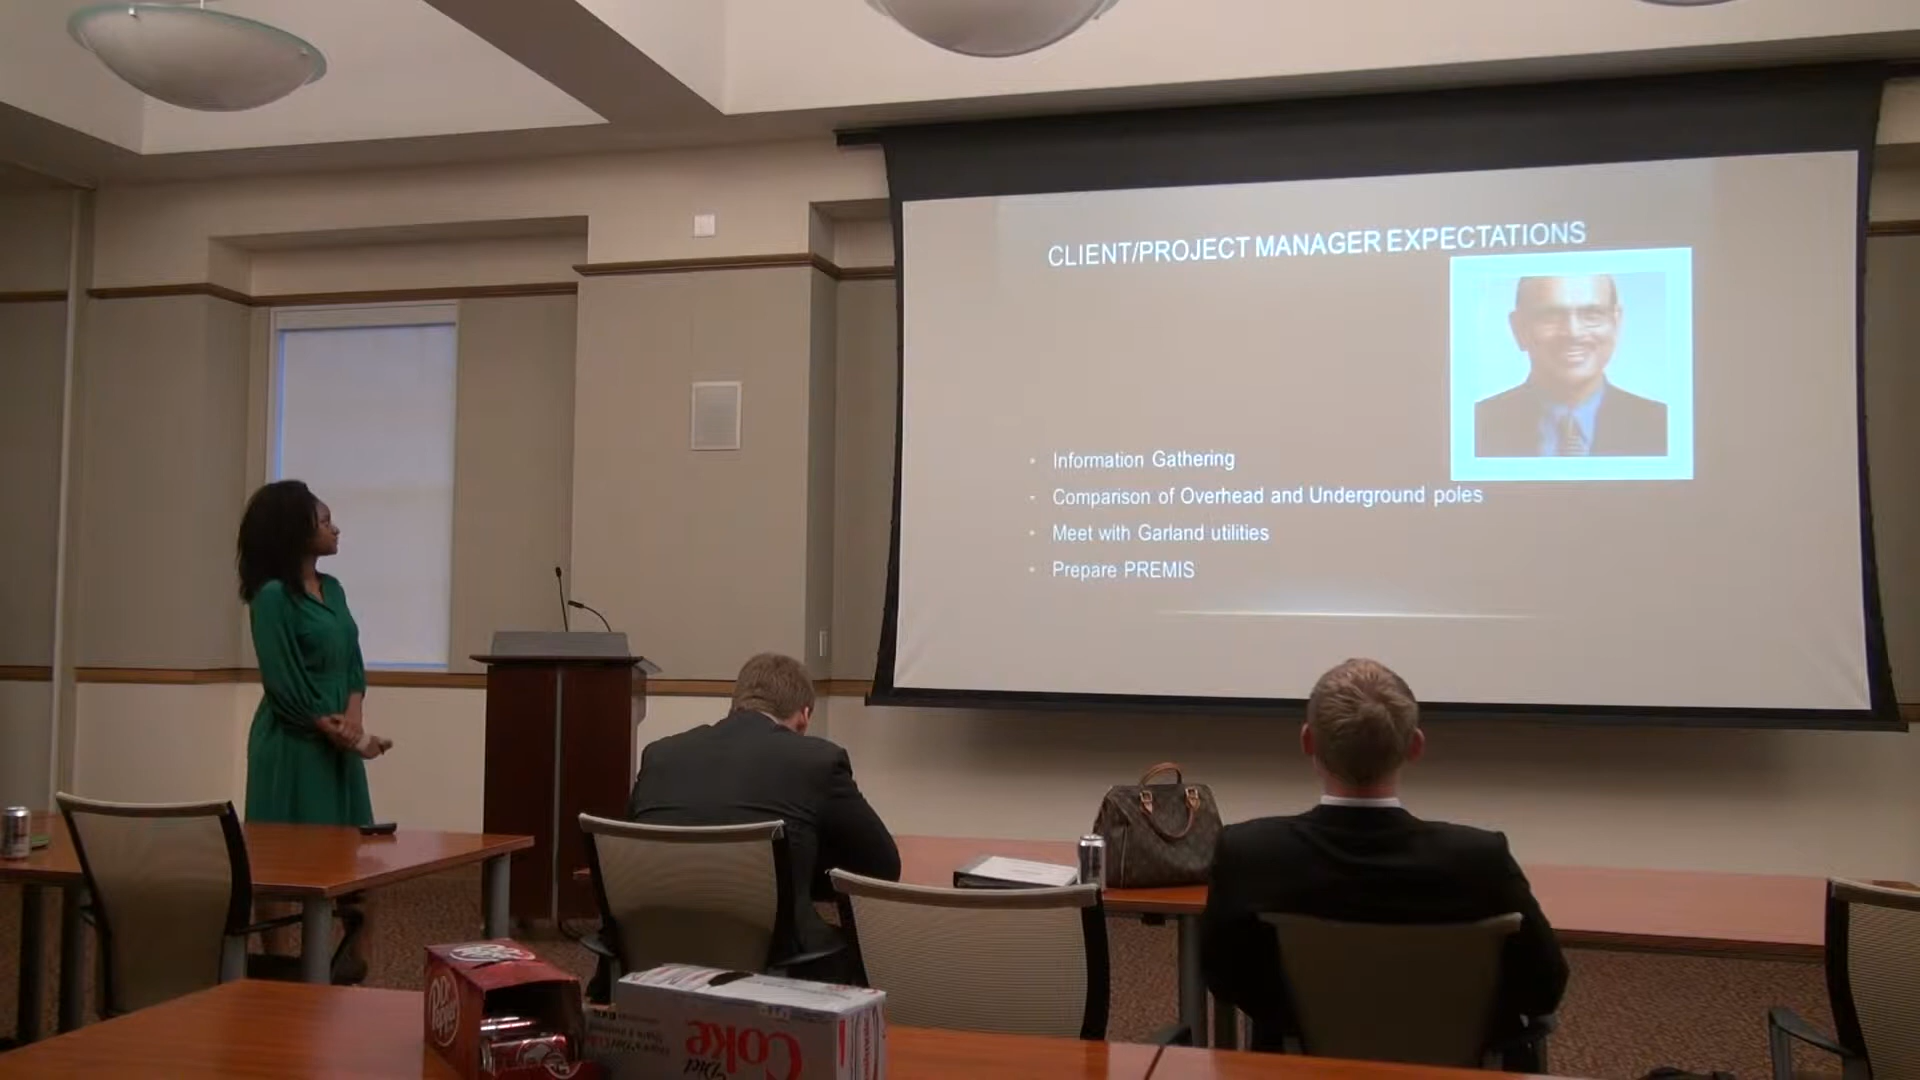 CLIENT/PROJECT MANAGER EXPECTATIONS
Information Gathering
Comparison of Overhead and Underground poles
Meet with Garland utilities
Prepare PREMIS
Dr Pepper
Diet
Coke